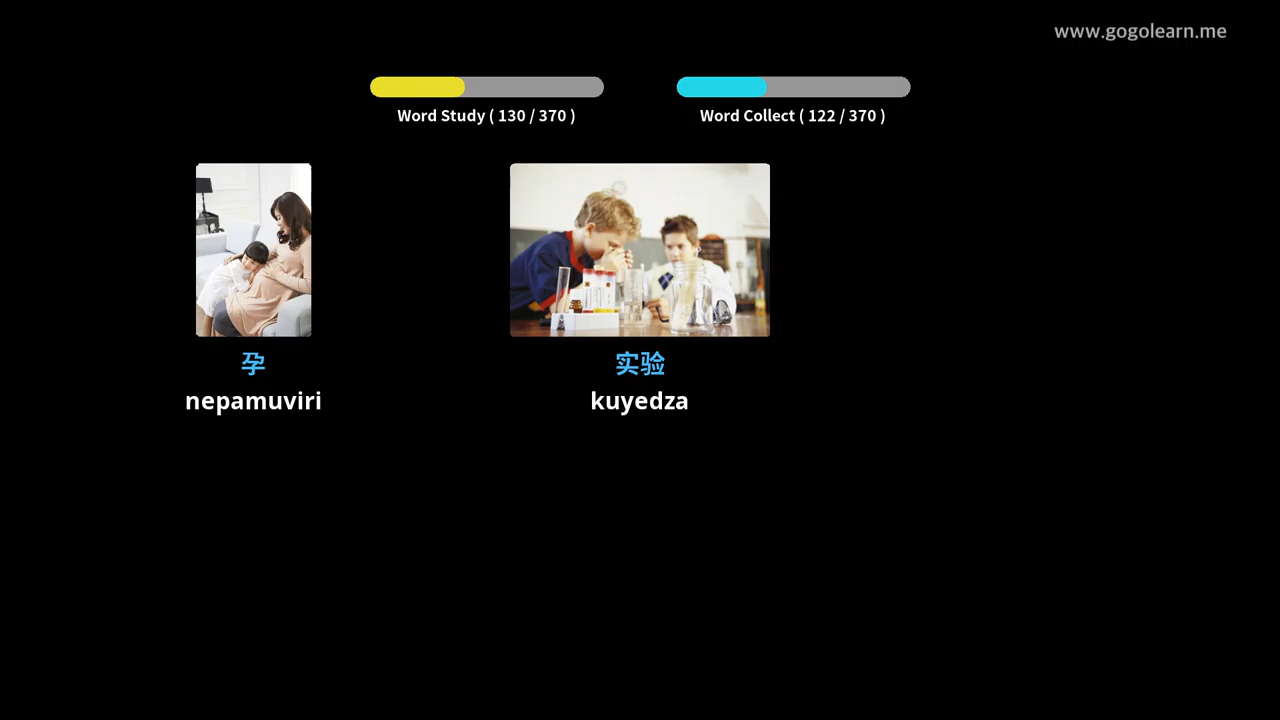 www.gogolearn.me
Word Study ( 130 / 370 )
Word Collect ( 122 / 370 )
孕
nepamuviri
实验
kuyedza